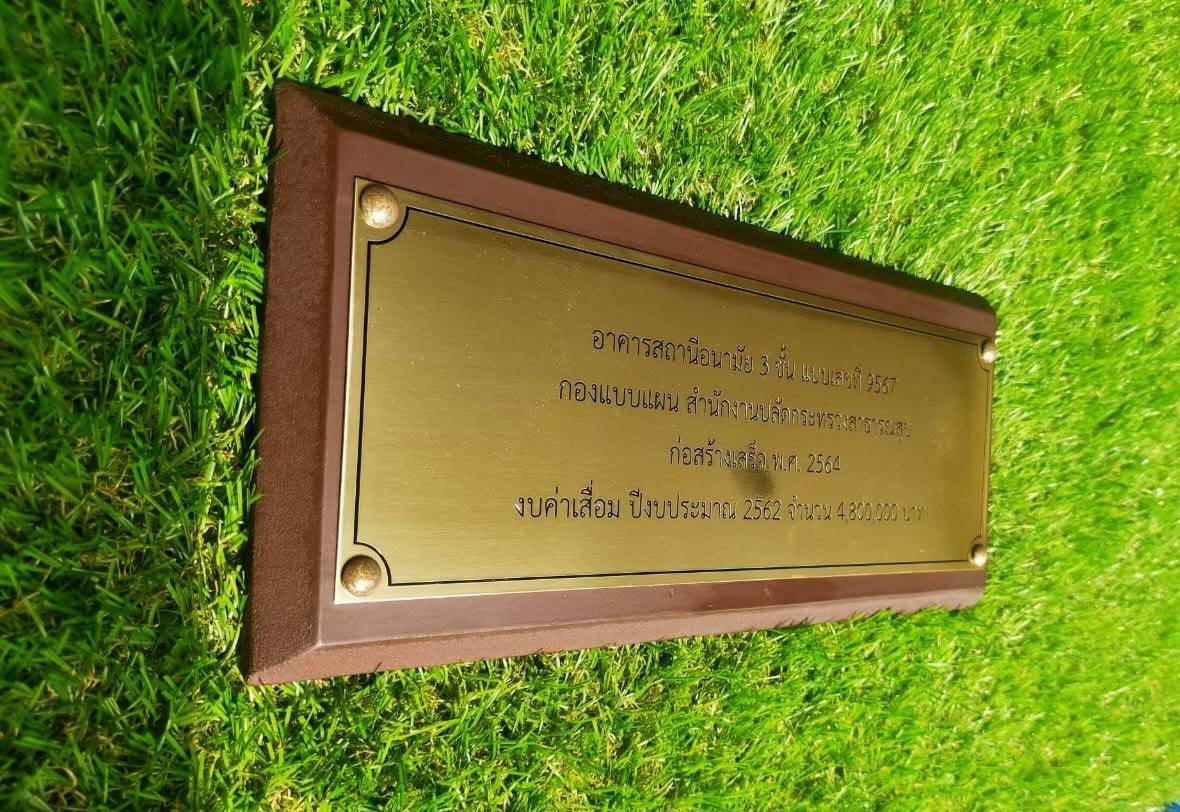 อาคารสถานีอนามัย 3 ชั้น แบบเลขที่ 9567
กองแบบแผน สำนักงานปลัดกระทรวงสาธารณสุข
ก่อสร้างเสร็จ พ.ศ. 2564
งบค่าเสื่อม ปีงบประมาณ 2562 จำนวน 4,800,000 บาท